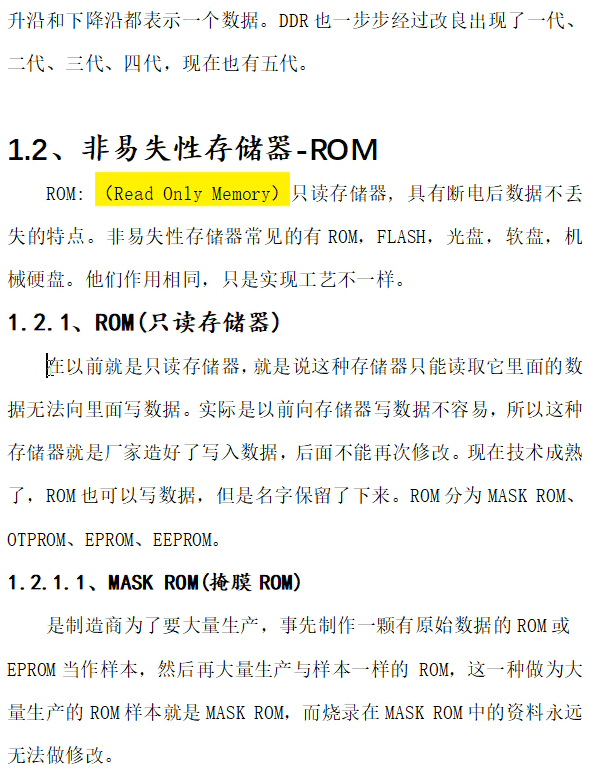 升沿和下降沿都表示一个数据。DDR 也一步步经过改良出现了一代、
二代、三代、四代，现在也有五代。
1.2、非易失性存储器-ROM
ROM: （Read Only Memory）只读存储器, 具有断电后数据不丢
失的特点。非易失性存储器常见的有 ROM, FLASH, 光盘, 软盘, 机
械硬盘。他们作用相同, 只是实现工艺不一样。
1.2.1、ROM(只读存储器)
在以前就是只读存储器, 就是说这种存储器只能读取它里面的数
据无法向里面写数据。实际是以前向存储器写数据不容易, 所以这种
存储器就是厂家造好了写入数据, 后面不能再次修改。现在技术成熟
了, ROM 也可以写数据, 但是名字保留了下来。ROM 分为 MASK ROM、
OTPROM、EPROM、EEPROM。
1.2.1.1、MASK ROM(掩膜 ROM)
是制造商为了要大量生产, 事先制作一颗有原始数据的 ROM 或
EPROM 当作样本, 然后再大量生产与样本一样的 ROM, 这一种做为大
量生产的 ROM 样本就是 MASK ROM, 而烧录在 MASK ROM 中的资料永远
无法做修改。